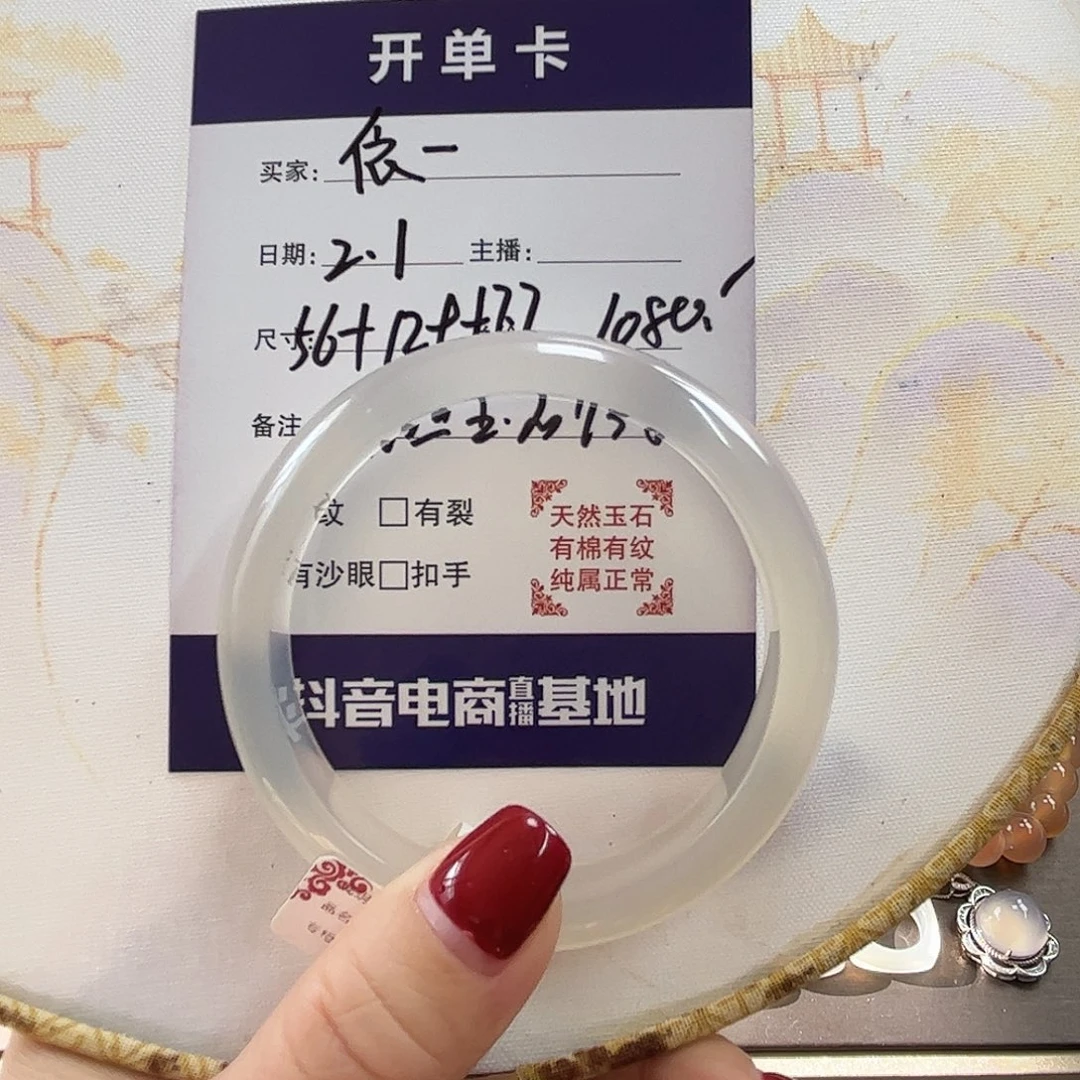 开单卡
买家: 依一
日期: 2.1 主播:
尺寸: 56+12+
备注
纹 □有裂
有沙眼□扣手
天然玉石
有棉有纹
纯属正常
抖音电商直播基地